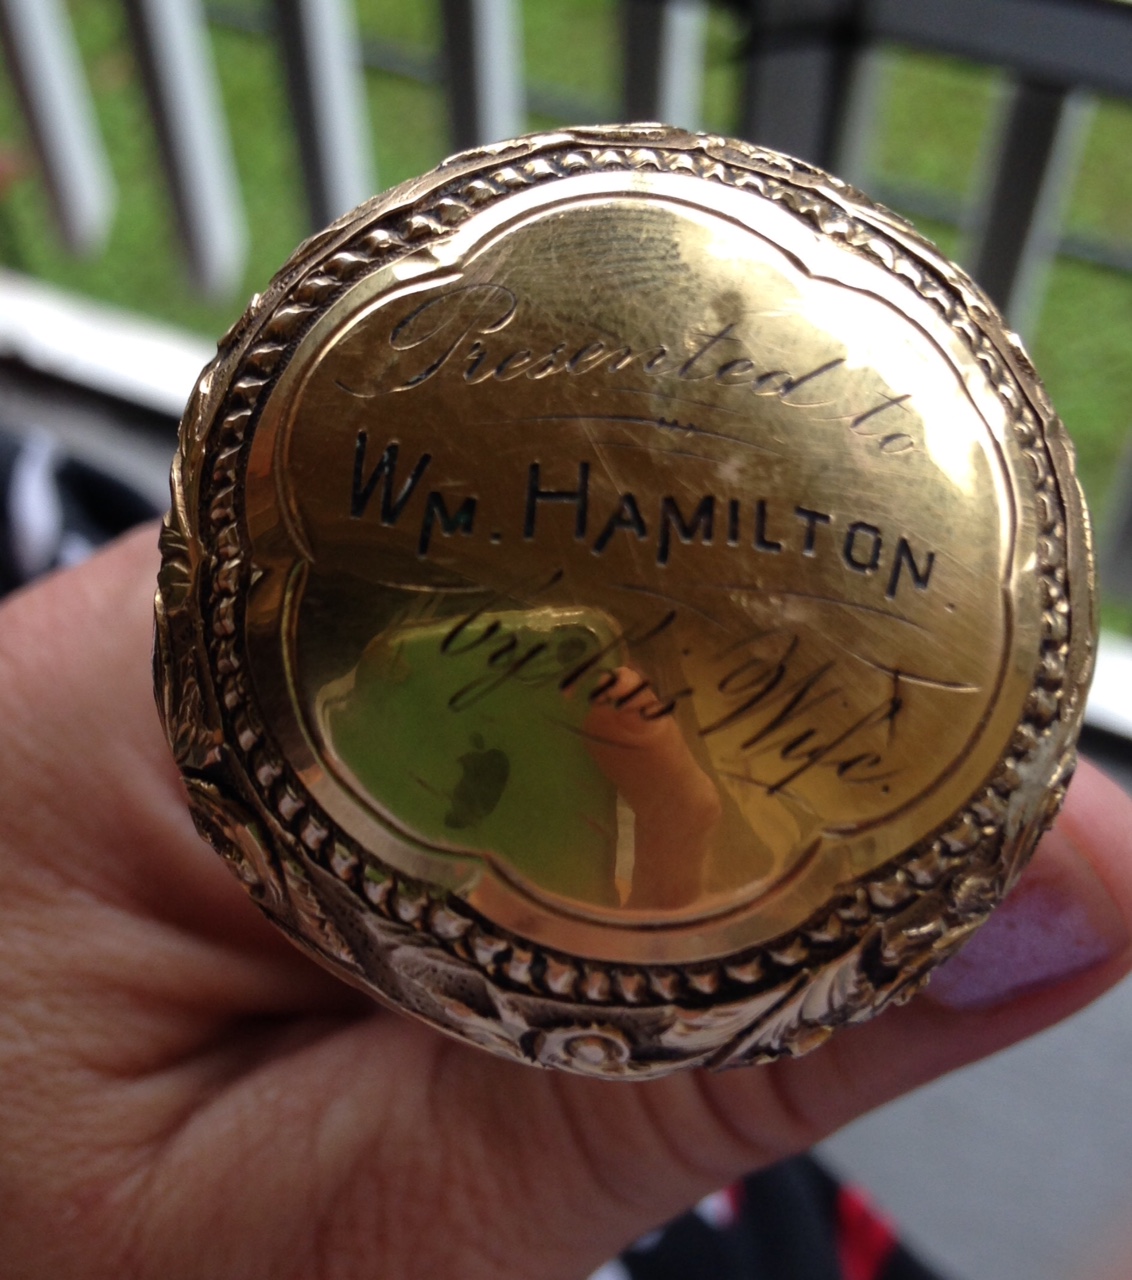 Presented to
WM. HAMILTON
by his Wife.